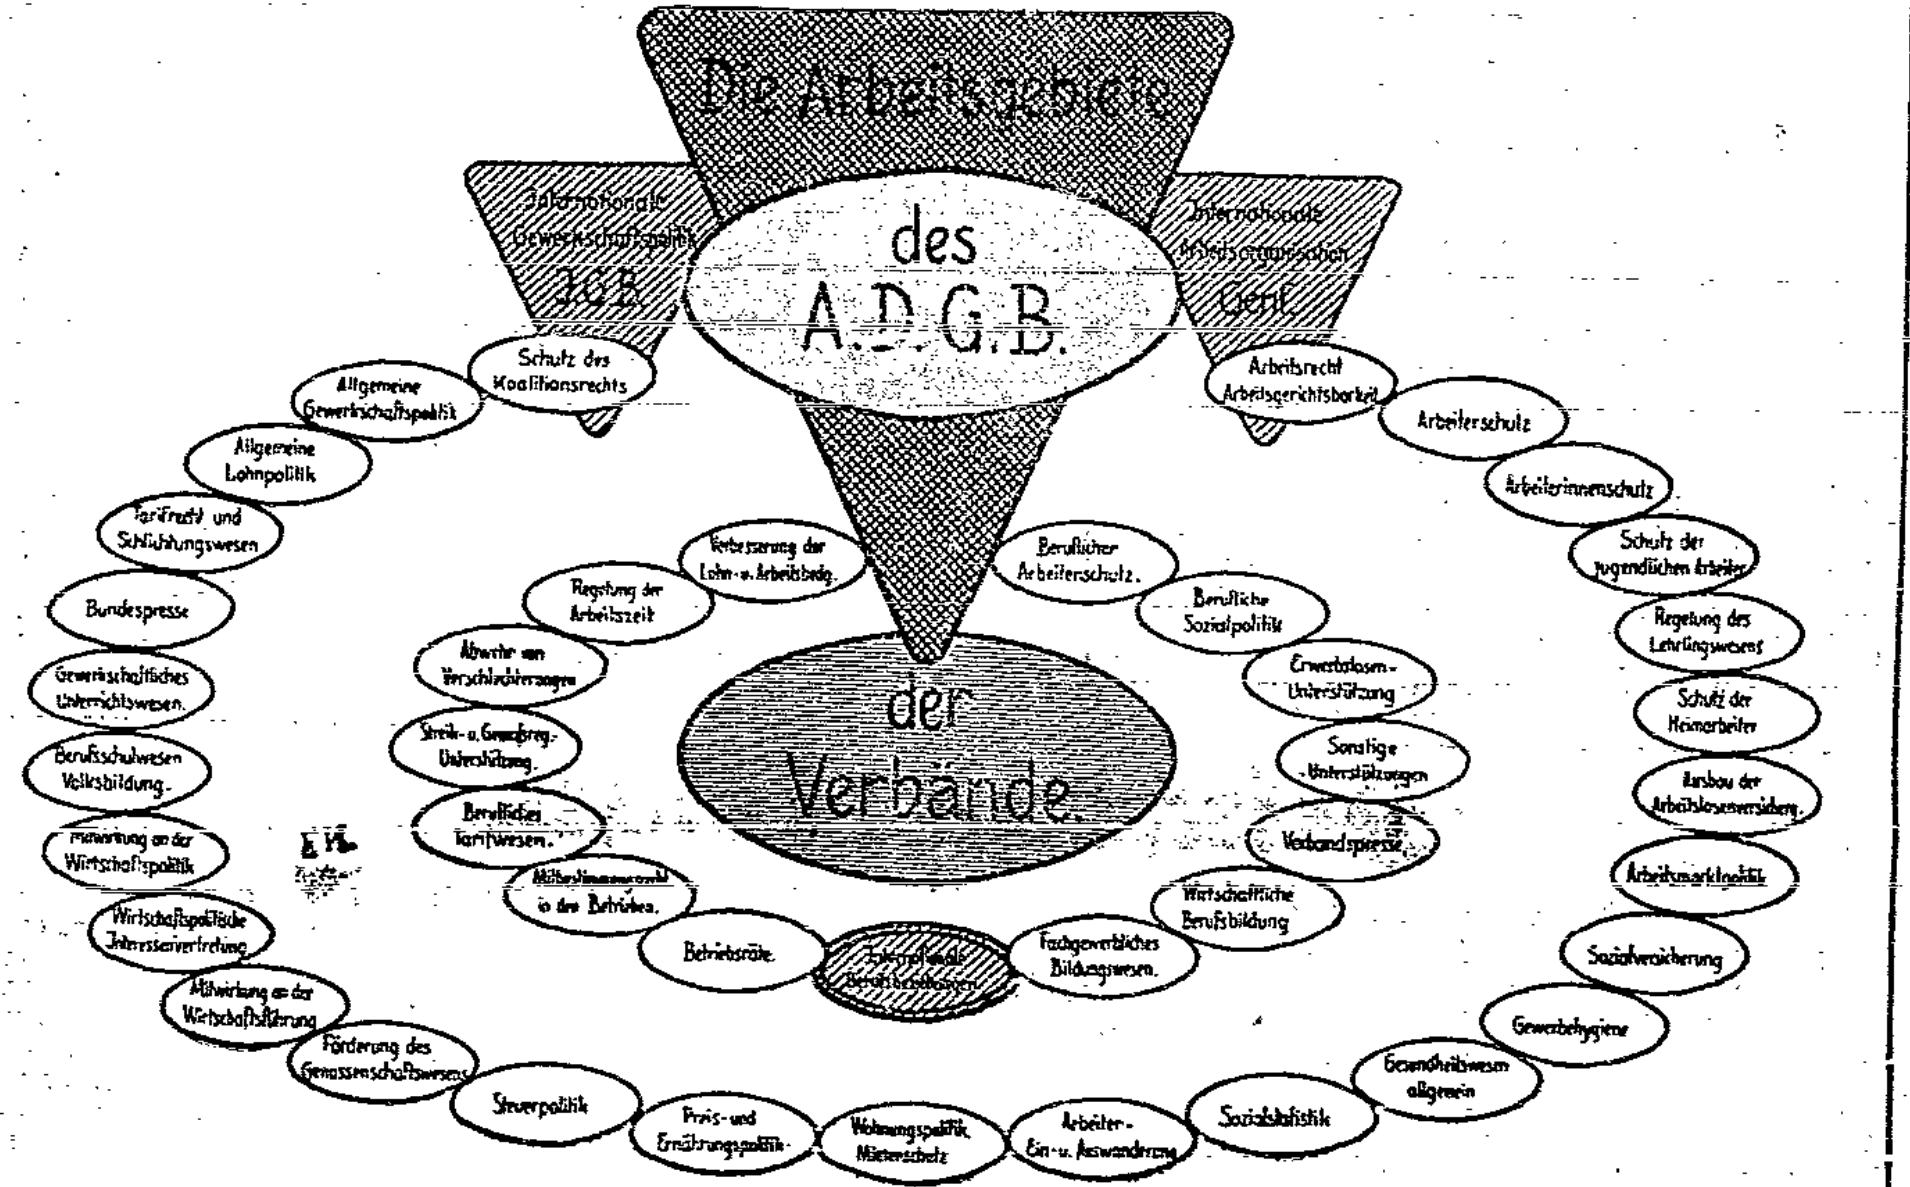 Die Arbeitsgebiete
Internationale
Gewerkschaftspolitik
J.G.B.
des
A.D.G.B.
Internationale
Arbeitsorganisation
Genf.
Schutz des
Koalitionsrechts
Allgemeine
Gewerkschaftspolitik
Allgemeine
Lohnpolitik
Tarifrecht und
Schlichtungswesen
Bundespresse
Gewerkschaftliches
Unterrichtswesen.
Berufsschulwesen
Volksbildung.
Mitwirkung an der
Wirtschaftspolitik
Wirtschaftspolitische
Interessenvertretung
Mitwirkung an der
Wirtschaftsführung
Förderung des
Genossenschaftswesens
Steuerpolitik
Preis- und
Ernährungspolitik.
Wohnungspolitik,
Mieterschutz
Arbeiter-
Ein- u. Auswanderung
Sozialstatistik
Gesundheitswesen
allgemein
Gewerbehygiene
Sozialversicherung
Arbeitsmarktpolitik
Ausbau der
Arbeitslosenversicherg.
Schutz der
Heimarbeiter
Regelung des
Lehrlingswesens
Schutz der
jugendlichen Arbeiter
Arbeiterinnenschutz
Arbeiterschutz
Arbeitsrecht
Arbeitsgerichtsbarkeit
Verbesserung der
Lohn- u. Arbeitsbedg.
Regelung der
Arbeitszeit
Abwehr von
Verschlechterungen
Streik- u. Gemaßreg.-
Unterstützung.
Berufliches
Tarifwesen.
Mitbestimmungsrecht
in den Betrieben.
Betriebsräte.
Internationale
Berufsbeziehungen
Fachgewerbliches
Bildungswesen.
Wirtschaftliche
Berufsbildung
Verbandspresse.
Sonstige
Unterstützungen
Erwerbslosen-
Unterstützung
Berufliche
Sozialpolitik
Beruflicher
Arbeiterschutz.
der
Verbände.